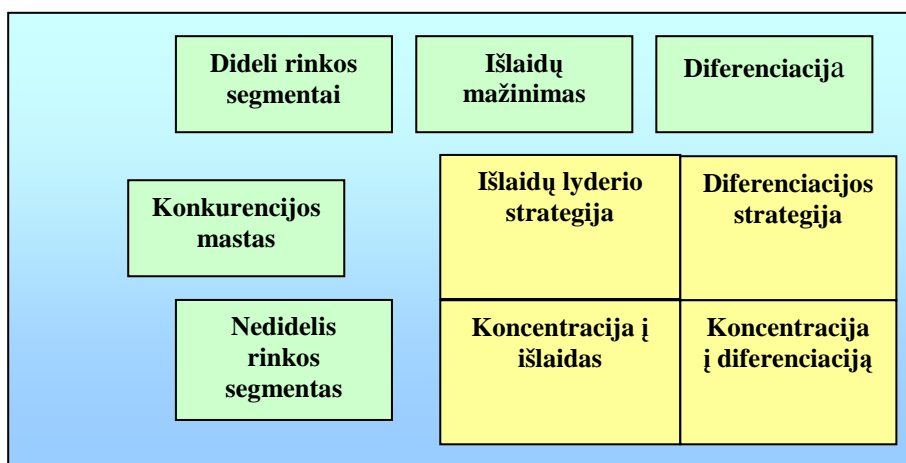 Dideli rinkos
segmentai
Išlaidų
mažinimas
Diferenciacija
Konkurencijos
mastas
Išlaidų lyderio
strategija
Diferenciacijos
strategija
Nedidelis
rinkos
segmentas
Koncentracija į
išlaidas
Koncentracija
į diferenciaciją